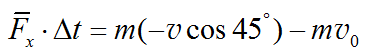 F̅ₓ · Δt = m(−v cos 45°) − mv₀